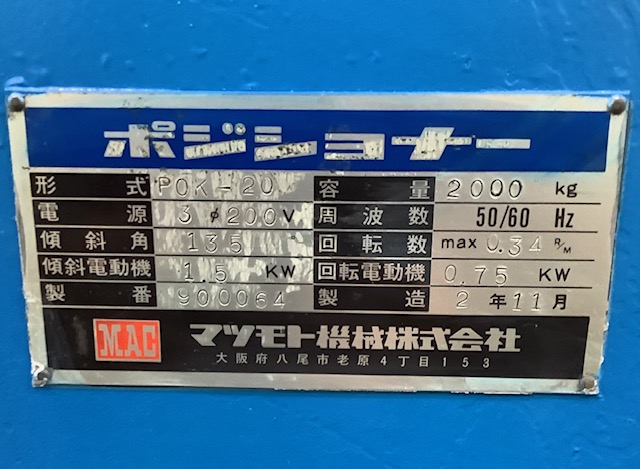 ポジショナー
形式 POK-20 容量 2000 kg
電源 3φ200V 周波数 50/60 Hz
傾斜角 135° 回転数 max 0.34 R/M
傾斜電動機 1.5 KW 回転電動機 0.75 KW
製番 900064 製造 2年11月
MAC マツモト機械株式会社
大阪府八尾市老原4丁目153